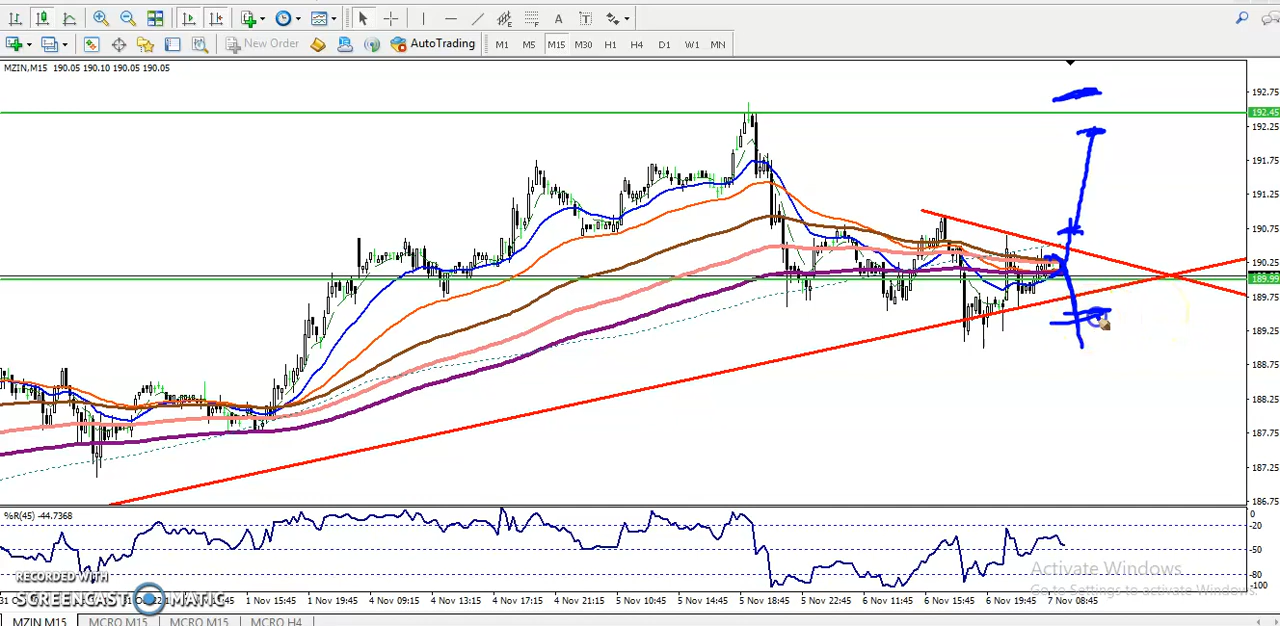 New Order AutoTrading M1 M5 M15 M30 H1 H4 D1 W1 MN
MZIN,M15 190.05 190.10 190.05 190.05
192.75
192.45
192.25
191.75
191.25
190.75
190.25
189.99
189.75
189.25
188.75
188.25
187.75
187.25
186.75
%R(45) -44.7368
0
-20
-50
-80
-100
Activate Windows
Go to Settings to activate Windows.
RECORDED WITH
SCREENCAST MATIC
1 Nov 15:45 1 Nov 19:45 4 Nov 09:15 4 Nov 13:15 4 Nov 17:15 4 Nov 21:15 5 Nov 10:45 5 Nov 14:45 5 Nov 18:45 5 Nov 22:45 6 Nov 11:45 6 Nov 15:45 6 Nov 19:45 7 Nov 08:45
MZIN,M15 MCRO,M15 MCRO,M15 MCRO,H4